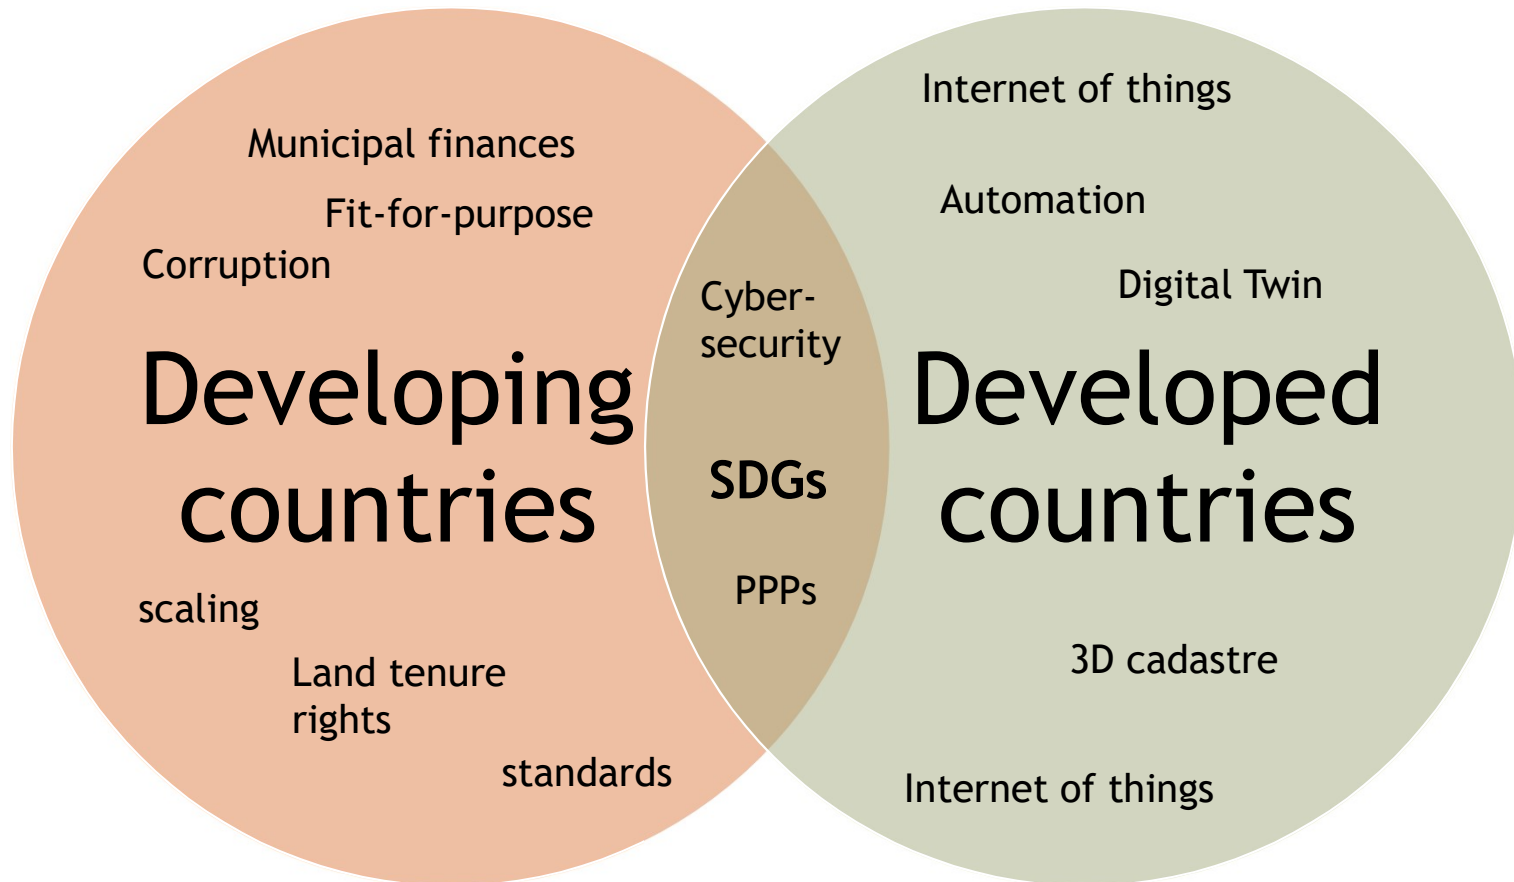 Municipal finances
Fit-for-purpose
Corruption
Developing
countries
scaling
Land tenure
rights
standards
Cyber-
security
SDGs
PPPs
Internet of things
Automation
Digital Twin
Developed
countries
3D cadastre
Internet of things